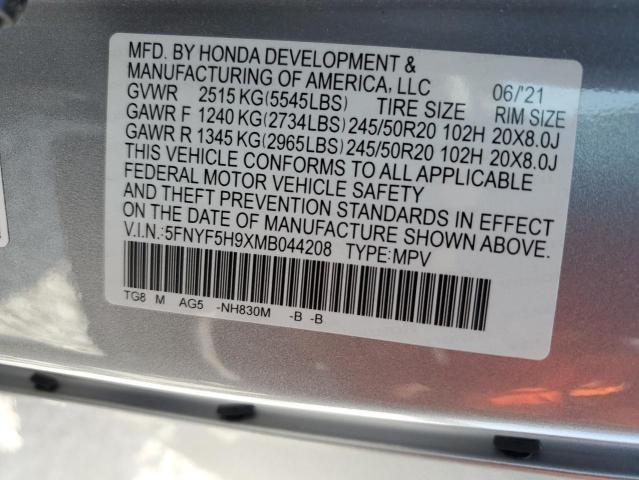 MFD. BY HONDA DEVELOPMENT &
MANUFACTURING OF AMERICA, LLC 06/'21
GVWR 2515 KG(5545LBS) TIRE SIZE RIM SIZE
GAWR F 1240 KG(2734LBS) 245/50R20 102H 20X8.0J
GAWR R 1345 KG(2965LBS) 245/50R20 102H 20X8.0J
THIS VEHICLE CONFORMS TO ALL APPLICABLE
FEDERAL MOTOR VEHICLE SAFETY
AND THEFT PREVENTION STANDARDS IN EFFECT
ON THE DATE OF MANUFACTURE SHOWN ABOVE.
V.I.N.:5FNYF5H9XMB044208 TYPE:MPV
TG8 M AG5 -NH830M -B -B